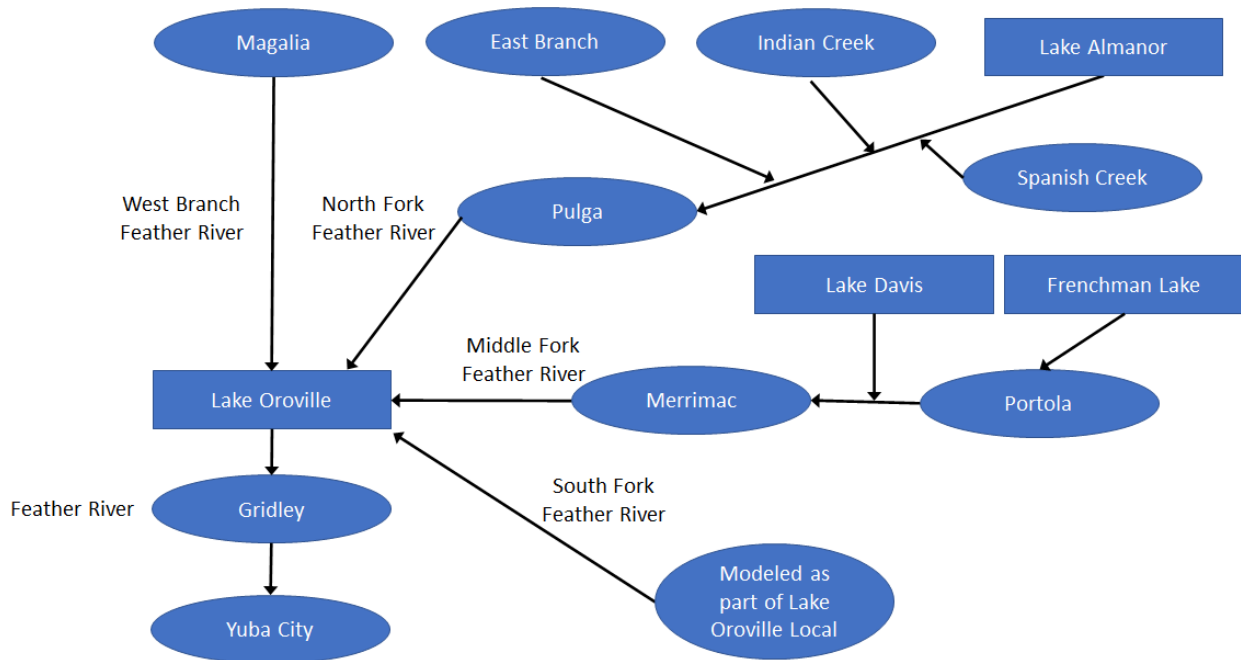 Magalia
East Branch
Indian Creek
Lake Almanor
Spanish Creek
West Branch
Feather River
North Fork
Feather River
Pulga
Lake Davis
Frenchman Lake
Middle Fork
Feather River
Lake Oroville
Merrimac
Portola
Feather River
Gridley
South Fork
Feather River
Modeled as
part of Lake
Oroville Local
Yuba City